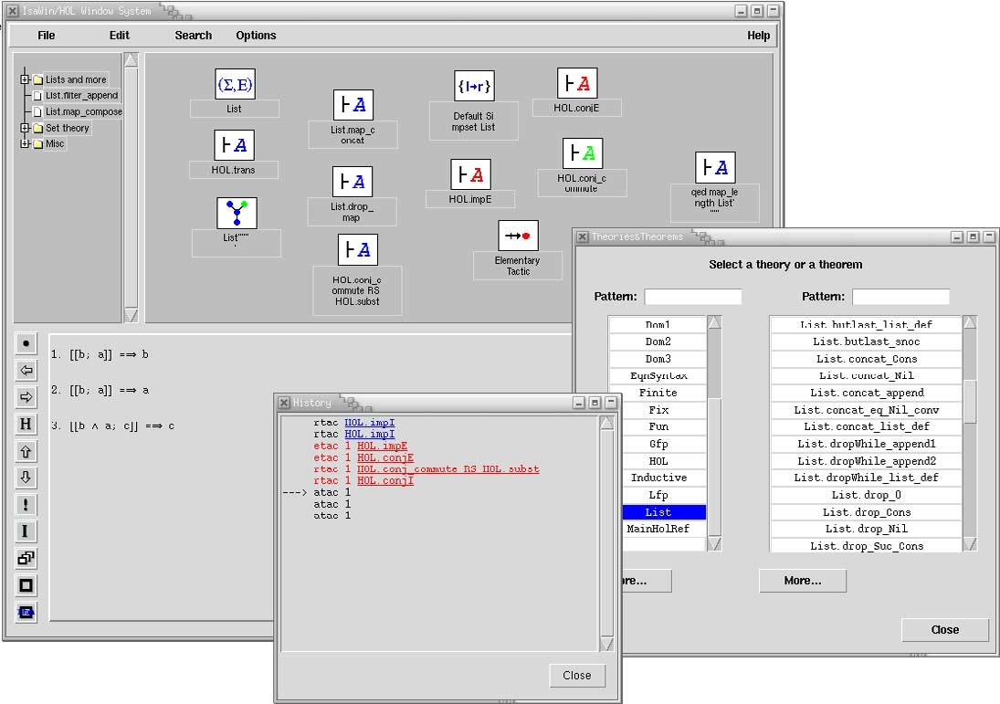 IsaWin/HOL Window System
File Edit Search Options Help
Lists and more
List.filter_append
List.map_compose
Set theory
Misc
(Σ,E)
List
⊢A
HOL.trans
List''''''
'
⊢A
List.map_c
oncat
⊢A
List.drop_
map
⊢A
HOL.conj_c
ommute RS
HOL.subst
{l→r}
Default Si
mpset List
⊢A
HOL.impE
Elementary
Tactic
⊢A
HOL.conjE
⊢A
HOL.conj_c
ommute
⊢A
qed map_le
ngth List'
''''''
1. [[b; a]] ==> b
2. [[b; a]] ==> a
3. [[b ∧ a; c]] ==> c
H
!
I
History
rtac HOL.impI
rtac HOL.impI
etac 1 HOL.impE
etac 1 HOL.conjE
rtac 1 HOL.conj_commute RS HOL.subst
rtac 1 HOL.conjI
---> atac 1
atac 1
atac 1
Close
Theories&Theorems
Select a theory or a theorem
Pattern:
Pattern:
Dom1
Dom2
Dom3
EqnSyntax
Finite
Fix
Fun
Gfp
HOL
Inductive
Lfp
List
MainHolRef
List.butlast_list_def
List.butlast_snoc
List.concat_Cons
List.concat_Nil
List.concat_append
List.concat_eq_Nil_conv
List.concat_list_def
List.dropWhile_append1
List.dropWhile_append2
List.dropWhile_list_def
List.drop_0
List.drop_Cons
List.drop_Nil
List.drop_Suc_Cons
re...
More...
Close